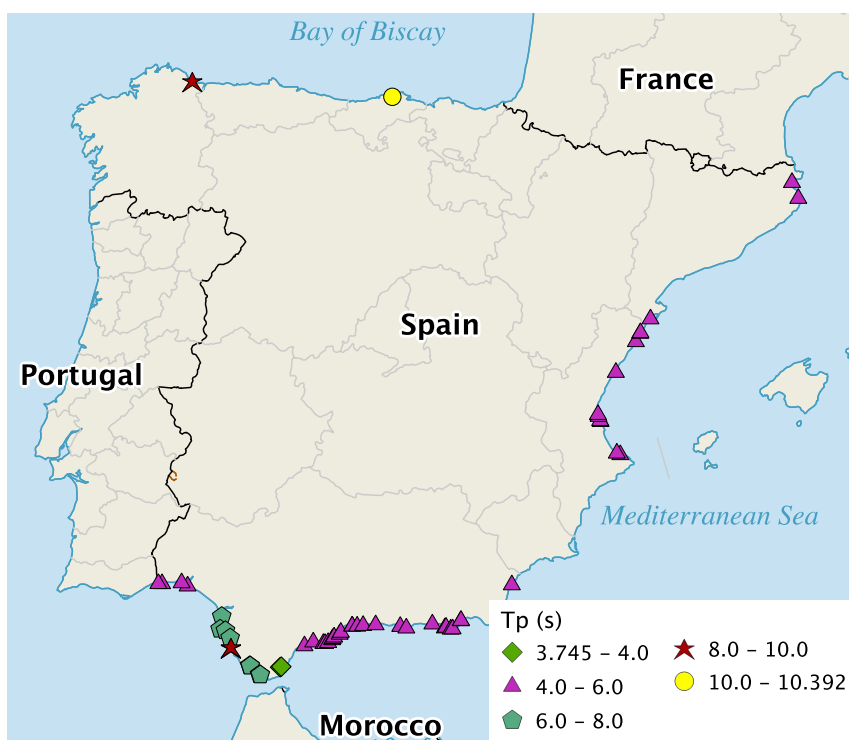 Bay of Biscay
France
Spain
Portugal
Mediterranean Sea
Morocco
Tp (s)
3.745 – 4.0
4.0 – 6.0
6.0 – 8.0
8.0 – 10.0
10.0 – 10.392